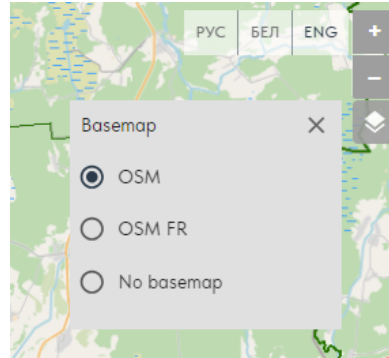 РУС БЕЛ ENG +
−
Basemap ×
OSM
OSM FR
No basemap